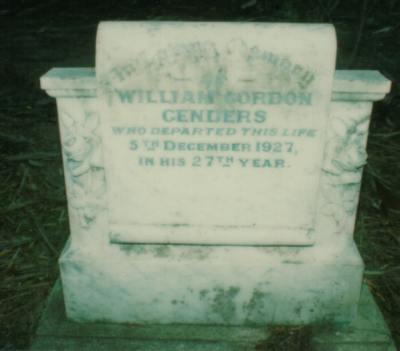 In Loving Memory
OF
WILLIAM GORDON
GENDERS
WHO DEPARTED THIS LIFE
5TH DECEMBER 1927,
IN HIS 27TH YEAR.